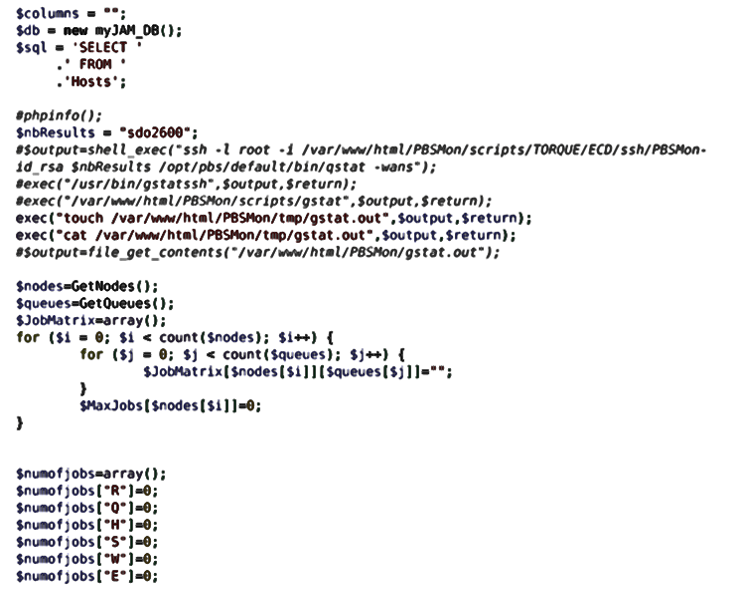 $columns = "";
$db = new myJAM_DB();
$sql = 'SELECT '
.' FROM '
.'Hosts';
#phpinfo();
$nbResults = "sdo2600";
#$output=shell_exec("ssh -l root -i /var/www/html/PBSMon/scripts/TORQUE/ECD/ssh/PBSMon-
id_rsa $nbResults /opt/pbs/default/bin/qstat -wans");
#exec("/usr/bin/gstatssh",$output,$return);
#exec("/var/www/html/PBSMon/scripts/gstat",$output,$return);
exec("touch /var/www/html/PBSMon/tmp/gstat.out",$output,$return);
exec("cat /var/www/html/PBSMon/tmp/gstat.out",$output,$return);
#$output=file_get_contents("/var/www/html/PBSMon/gstat.out");
$nodes=GetNodes();
$queues=GetQueues();
$JobMatrix=array();
for ($i = 0; $i < count($nodes); $i++) {
for ($j = 0; $j < count($queues); $j++) {
$JobMatrix[$nodes[$i]][$queues[$j]]="";
}
$MaxJobs[$nodes[$i]]=0;
}
$numofjobs=array();
$numofjobs["R"]=0;
$numofjobs["Q"]=0;
$numofjobs["H"]=0;
$numofjobs["S"]=0;
$numofjobs["W"]=0;
$numofjobs["E"]=0;